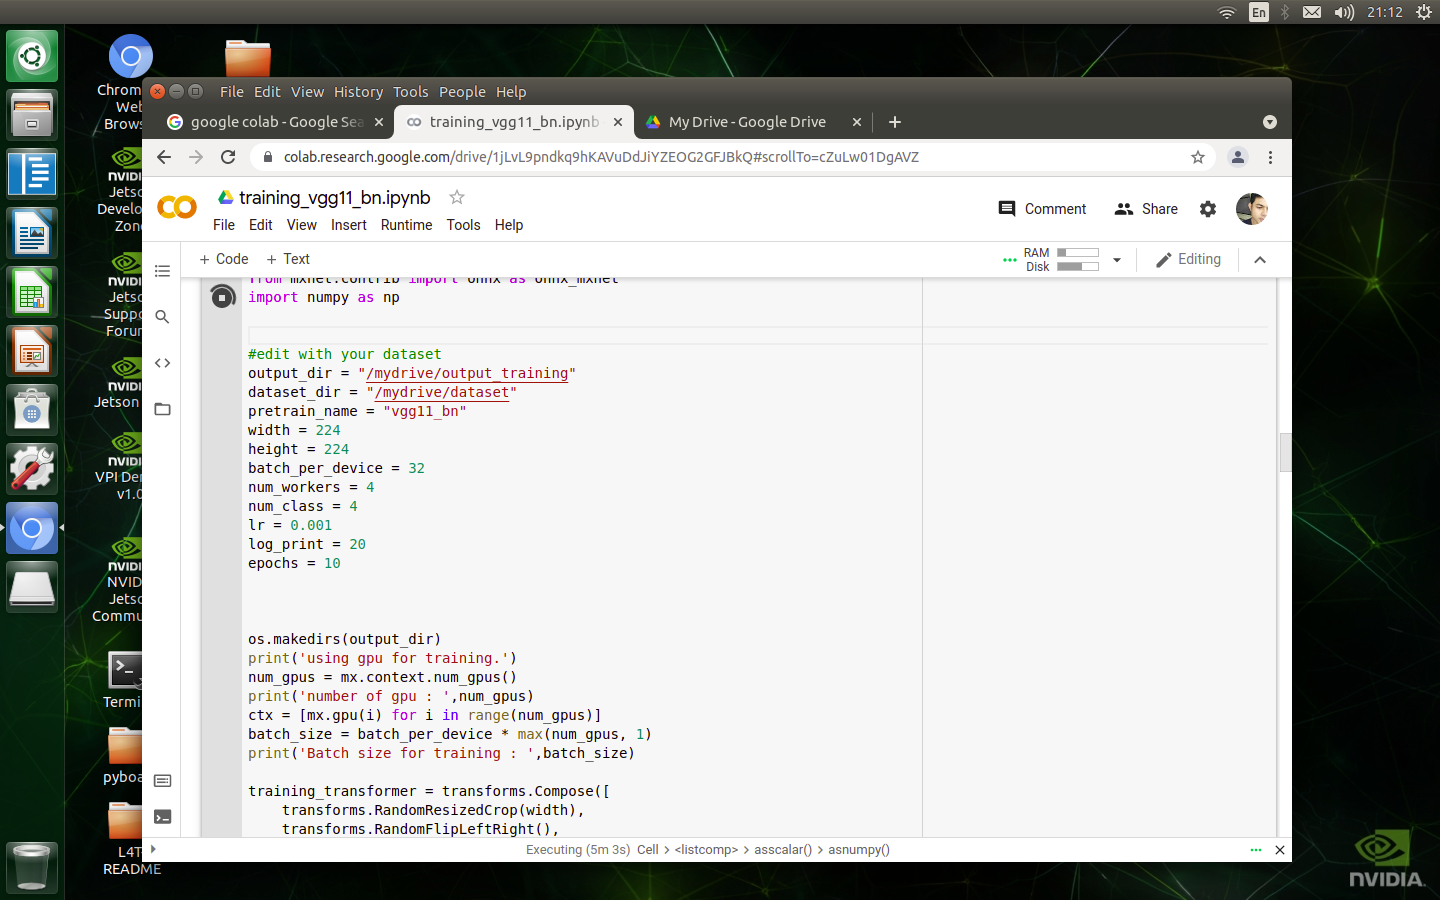 En
21:12
Chrom
Web
Brows
NVIDIA
Jets
Develo
Zon
NVIDIA
Jets
Supp
Foru
NVIDIA
Jetson
NVIDIA
VPI De
v1.0
NVIDIA
NVID
Jets
Commu
Termi
pyboa
L4T
README
File Edit View History Tools People Help
google colab - Google Sea
training_vgg11_bn.ipynb
My Drive - Google Drive
colab.research.google.com/drive/1jLvL9pndkq9hKAVuDdJiYZEOG2GFJBkQ#scrollTo=cZuLw01DgAVZ
training_vgg11_bn.ipynb
Comment
Share
File Edit View Insert Runtime Tools Help
+ Code + Text
RAM
Disk
Editing
from mxnet.contrib import onnx as onnx_mxnet
import numpy as np
#edit with your dataset
output_dir = "/mydrive/output_training"
dataset_dir = "/mydrive/dataset"
pretrain_name = "vgg11_bn"
width = 224
height = 224
batch_per_device = 32
num_workers = 4
num_class = 4
lr = 0.001
log_print = 20
epochs = 10
os.makedirs(output_dir)
print('using gpu for training.')
num_gpus = mx.context.num_gpus()
print('number of gpu : ',num_gpus)
ctx = [mx.gpu(i) for i in range(num_gpus)]
batch_size = batch_per_device * max(num_gpus, 1)
print('Batch size for training : ',batch_size)
training_transformer = transforms.Compose([
transforms.RandomResizedCrop(width),
transforms.RandomFlipLeftRight(),
Executing (5m 3s) Cell > <listcomp> > asscalar() > asnumpy()
NVIDIA.